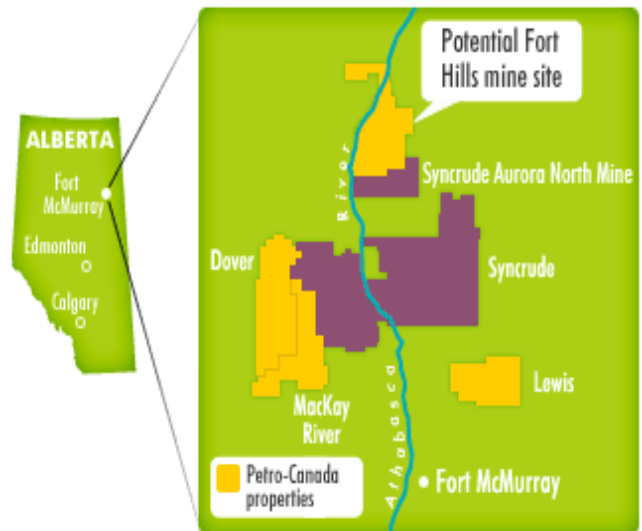 ALBERTA
Fort
McMurray
Edmonton
Calgary
Potential Fort
Hills mine site
Syncrude Aurora North Mine
Dover
Syncrude
MacKay
River
Lewis
Athabasca River
Fort McMurray
Petro-Canada
properties